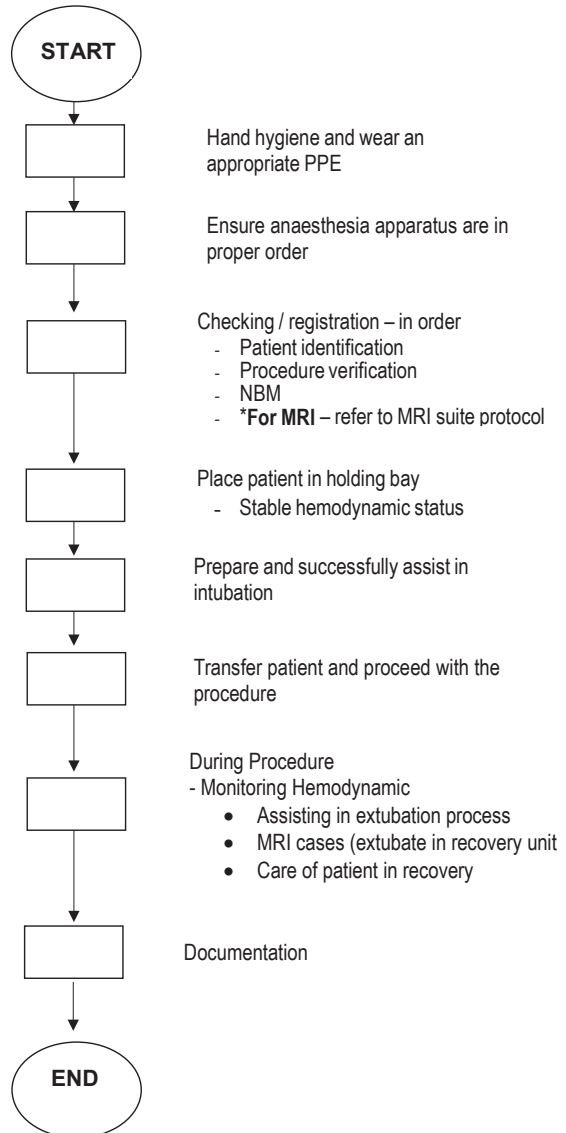 START
Hand hygiene and wear an
appropriate PPE
Ensure anaesthesia apparatus are in
proper order
Checking / registration – in order
- Patient identification
- Procedure verification
- NBM
- *For MRI – refer to MRI suite protocol
Place patient in holding bay
- Stable hemodynamic status
Prepare and successfully assist in
intubation
Transfer patient and proceed with the
procedure
During Procedure
- Monitoring Hemodynamic
• Assisting in extubation process
• MRI cases (extubate in recovery unit
• Care of patient in recovery
Documentation
END